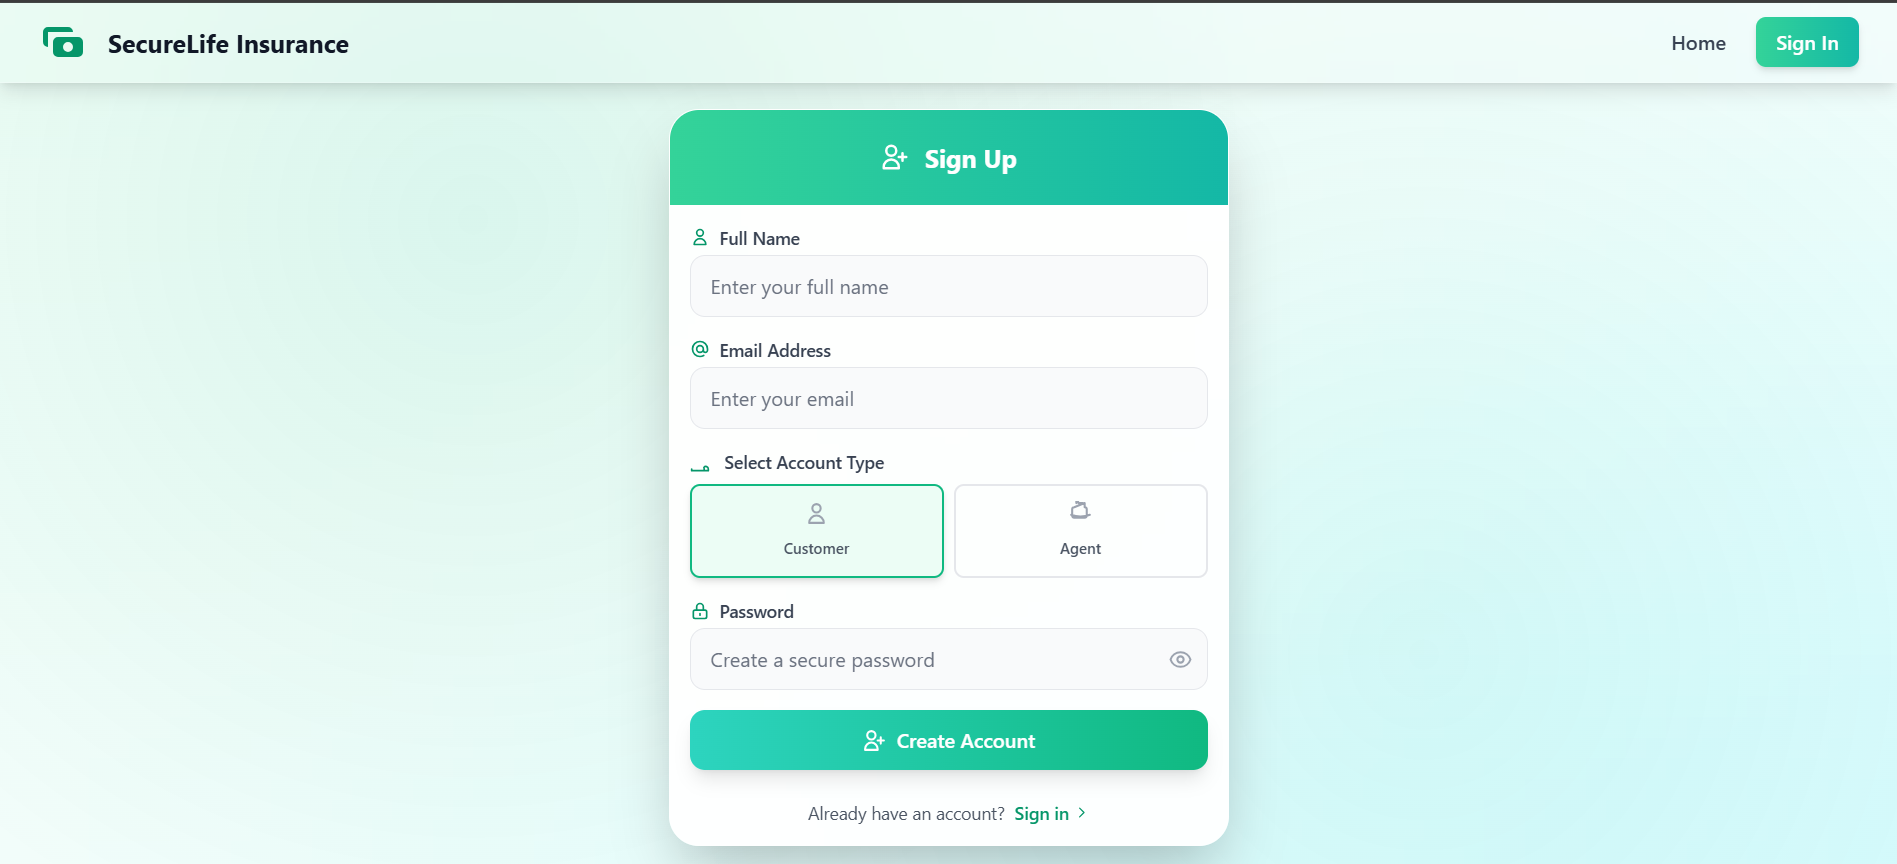 SecureLife Insurance
Home
Sign In
Sign Up
Full Name
Enter your full name
Email Address
Enter your email
Select Account Type
Customer
Agent
Password
Create a secure password
Create Account
Already have an account? Sign in